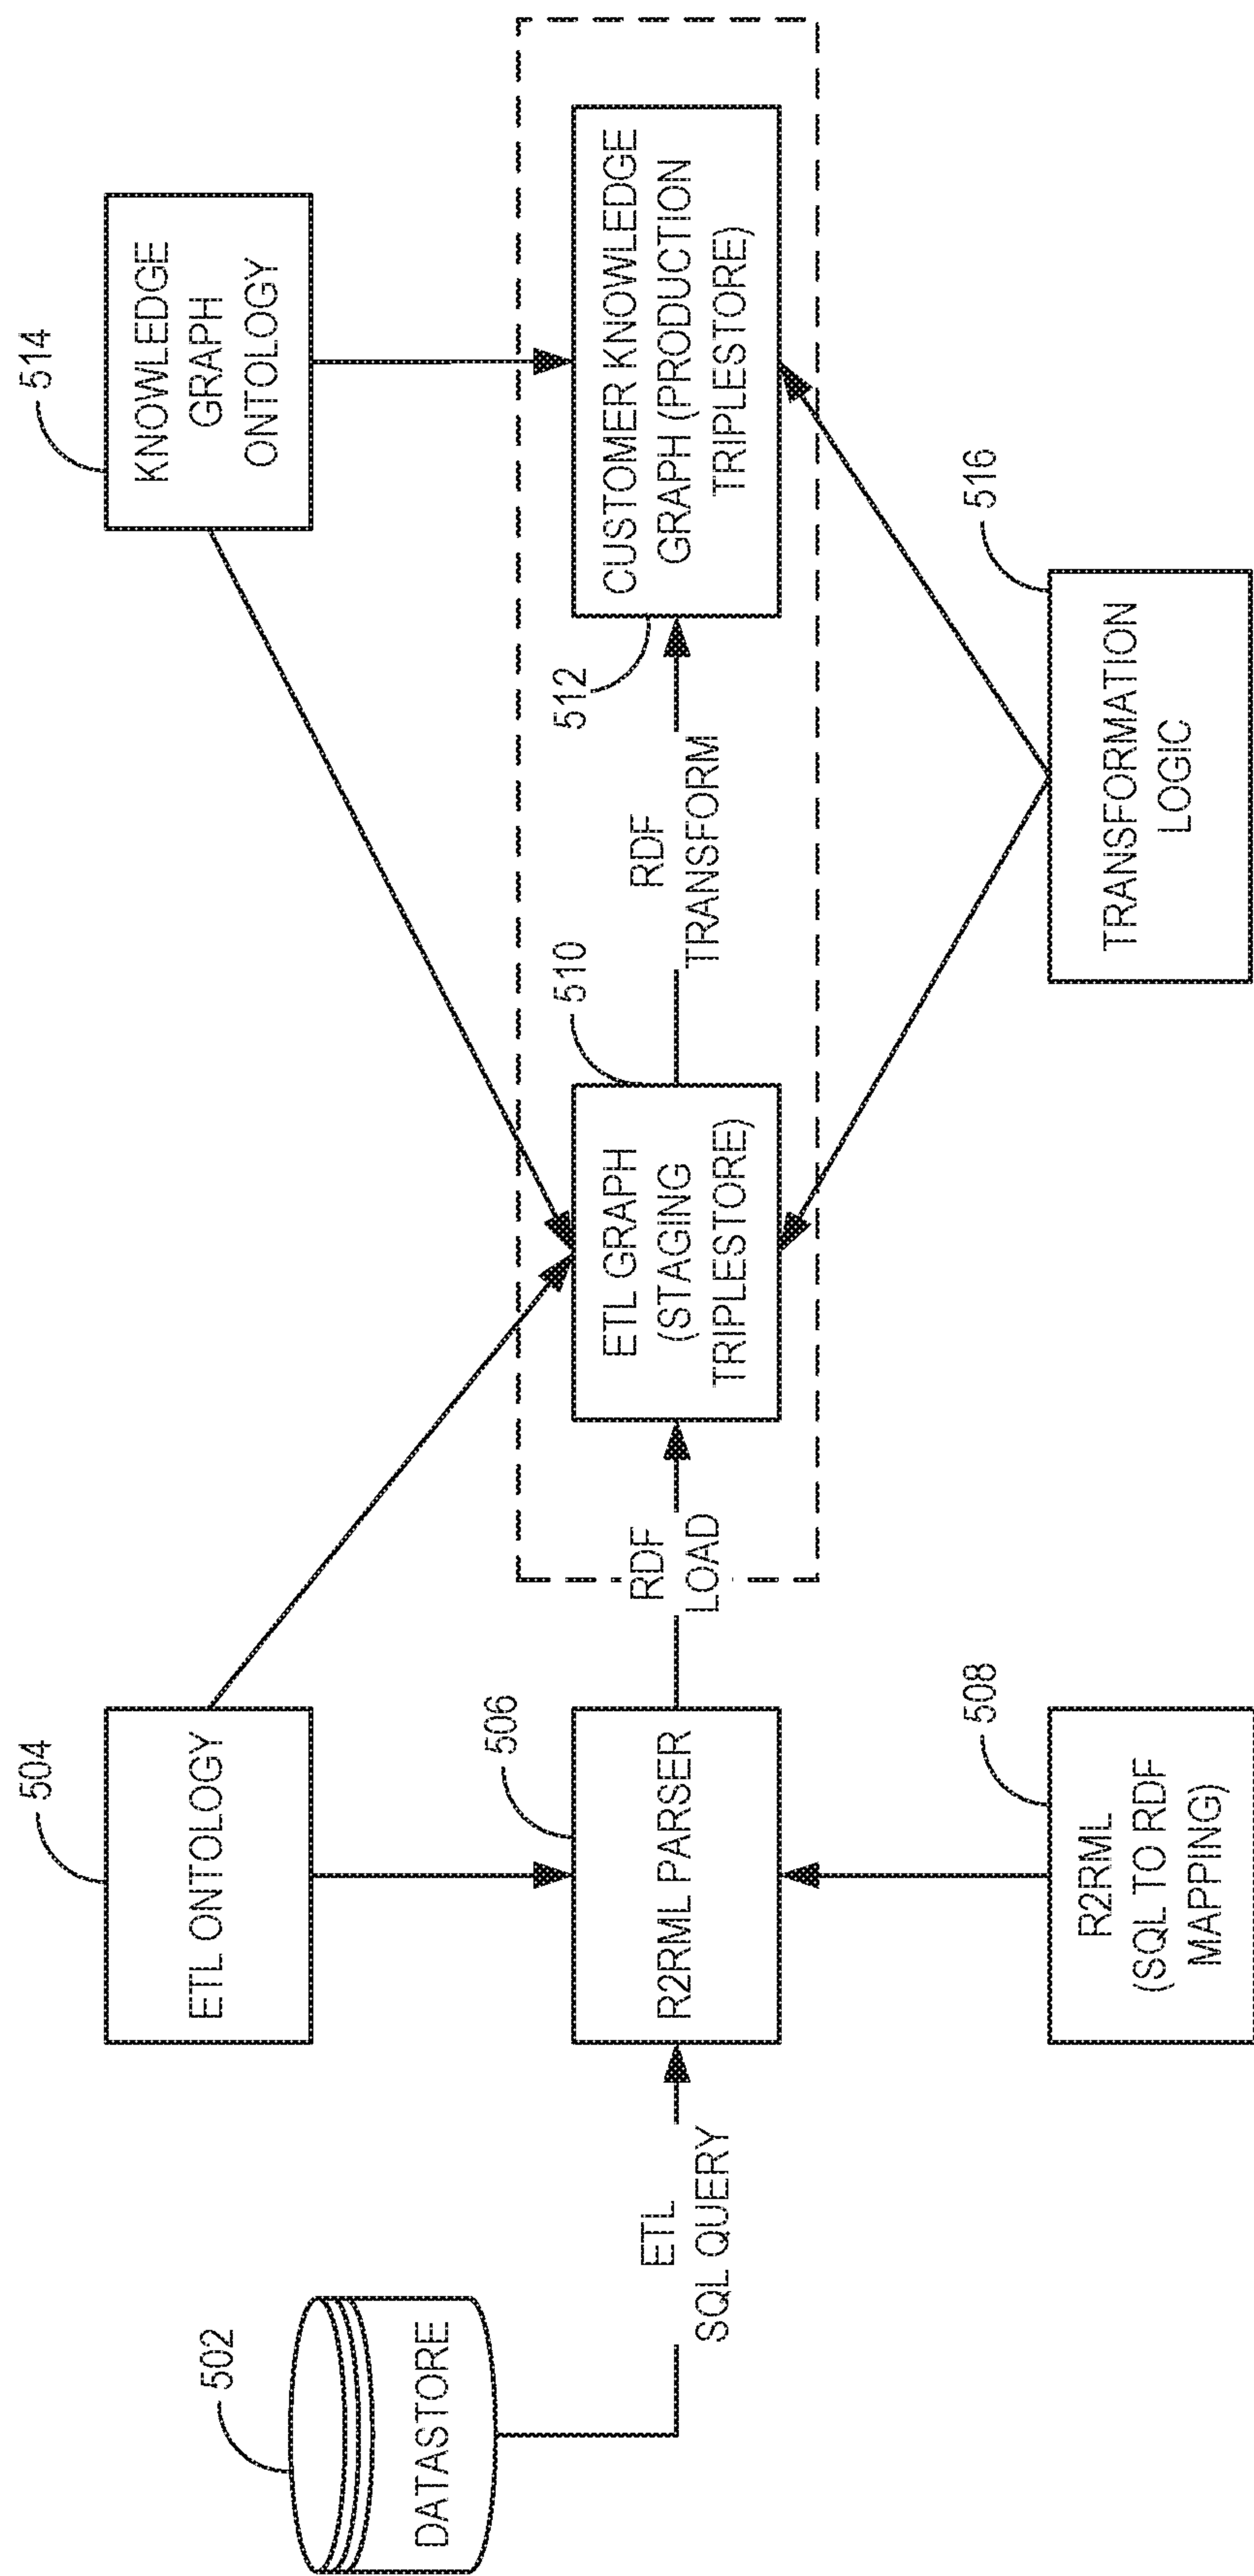 502
DATASTORE
ETL
SQL QUERY
504
ETL ONTOLOGY
506
R2RML PARSER
508
R2RML
(SQL TO RDF
MAPPING)
RDF
LOAD
510
ETL GRAPH
(STAGING
TRIPLESTORE)
RDF
TRANSFORM
512
CUSTOMER KNOWLEDGE
GRAPH (PRODUCTION
TRIPLESTORE)
514
KNOWLEDGE
GRAPH
ONTOLOGY
516
TRANSFORMATION
LOGIC